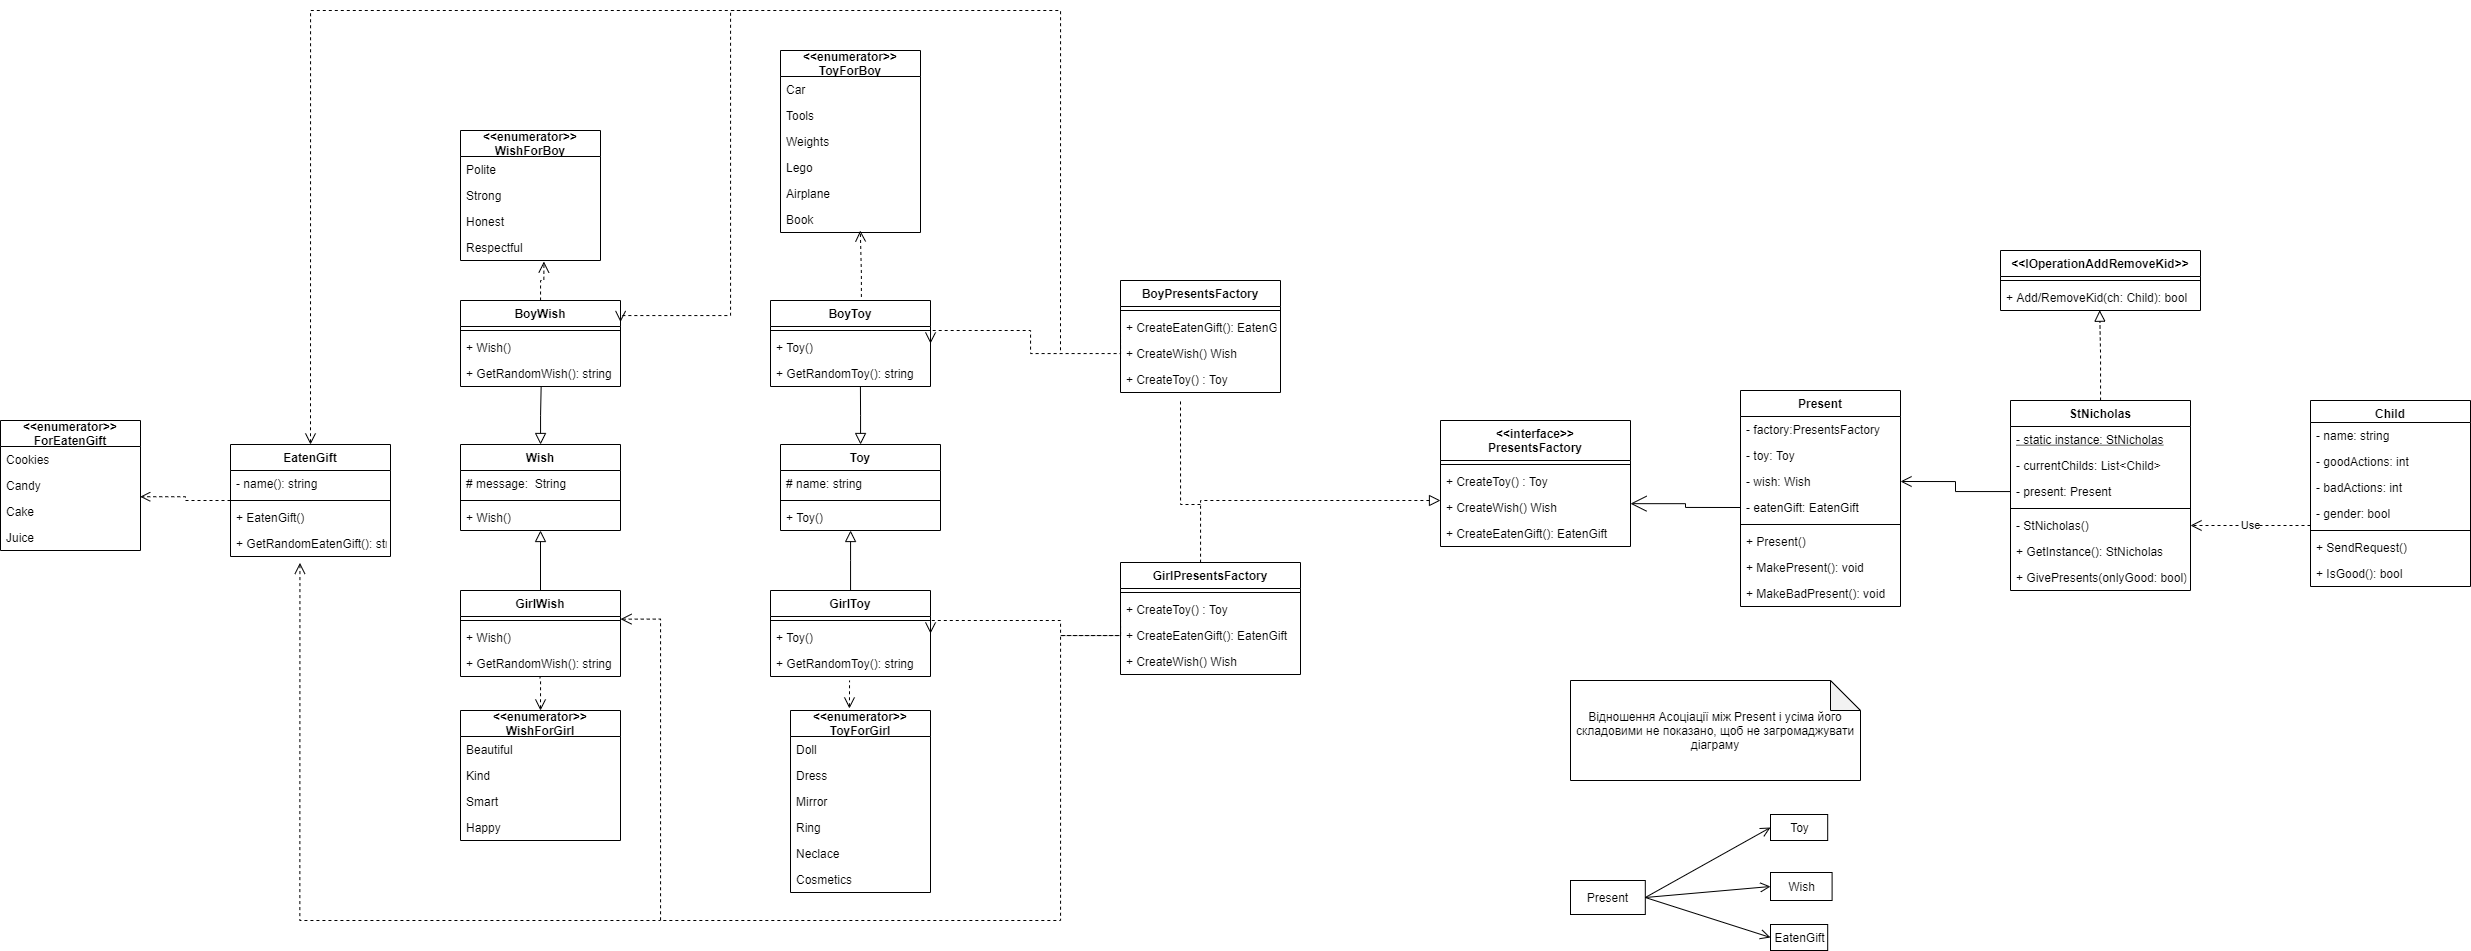 <<enumerator>>
ForEatenGift
Cookies
Candy
Cake
Juice
EatenGift
- name(): string
+ EatenGift()
+ GetRandomEatenGift(): sti
<<enumerator>>
WishForBoy
Polite
Strong
Honest
Respectful
BoyWish
+ Wish()
+ GetRandomWish(): string
Wish
# message:  String
+ Wish()
GirlWish
+ Wish()
+ GetRandomWish(): string
<<enumerator>>
WishForGirl
Beautiful
Kind
Smart
Happy
<<enumerator>>
ToyForBoy
Car
Tools
Weights
Lego
Airplane
Book
BoyToy
+ Toy()
+ GetRandomToy(): string
Toy
# name: string
+ Toy()
GirlToy
+ Toy()
+ GetRandomToy(): string
<<enumerator>>
ToyForGirl
Doll
Dress
Mirror
Ring
Neclace
Cosmetics
BoyPresentsFactory
+ CreateEatenGift(): EatenG
+ CreateWish() Wish
+ CreateToy() : Toy
GirlPresentsFactory
+ CreateToy() : Toy
+ CreateEatenGift(): EatenGift
+ CreateWish() Wish
<<interface>>
PresentsFactory
+ CreateToy() : Toy
+ CreateWish() Wish
+ CreateEatenGift(): EatenGift
Present
- factory:PresentsFactory
- toy: Toy
- wish: Wish
- eatenGift: EatenGift
+ Present()
+ MakePresent(): void
+ MakeBadPresent(): void
<<IOperationAddRemoveKid>>
+ Add/RemoveKid(ch: Child): bool
StNicholas
- static instance: StNicholas
- currentChilds: List<Child>
- present: Present
- StNicholas()
+ GetInstance(): StNicholas
+ GivePresents(onlyGood: bool)
Use
Child
- name: string
- goodActions: int
- badActions: int
- gender: bool
+ SendRequest()
+ IsGood(): bool
Відношення Асоціації між Present і усіма його
складовими не показано, щоб не загромаджувати
діаграму
Present
Toy
Wish
EatenGift